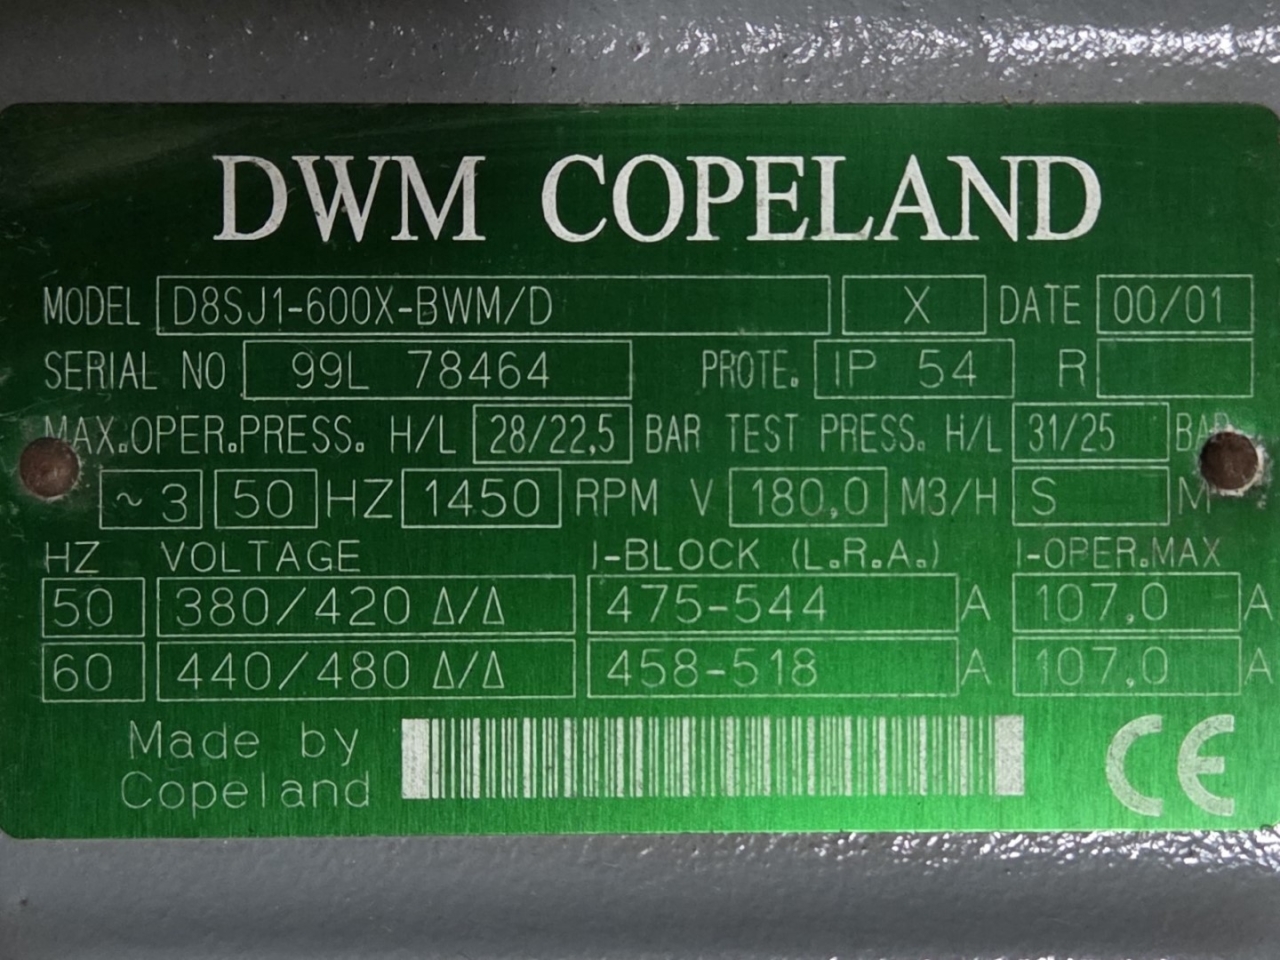 DWM COPELAND
MODEL D8SJ1-600X-BWM/D X DATE 00/01
SERIAL NO 99L 78464 PROTE. IP 54 R
MAX.OPER.PRESS. H/L 28/22,5 BAR TEST PRESS. H/L 31/25 BAR
~3 50 HZ 1450 RPM V 180,0 M3/H S M
HZ VOLTAGE I-BLOCK (L.R.A.) I-OPER.MAX
50 380/420 Δ/Δ 475-544 A 107,0 A
60 440/480 Δ/Δ 458-518 A 107,0 A
Made by
Copeland
CE